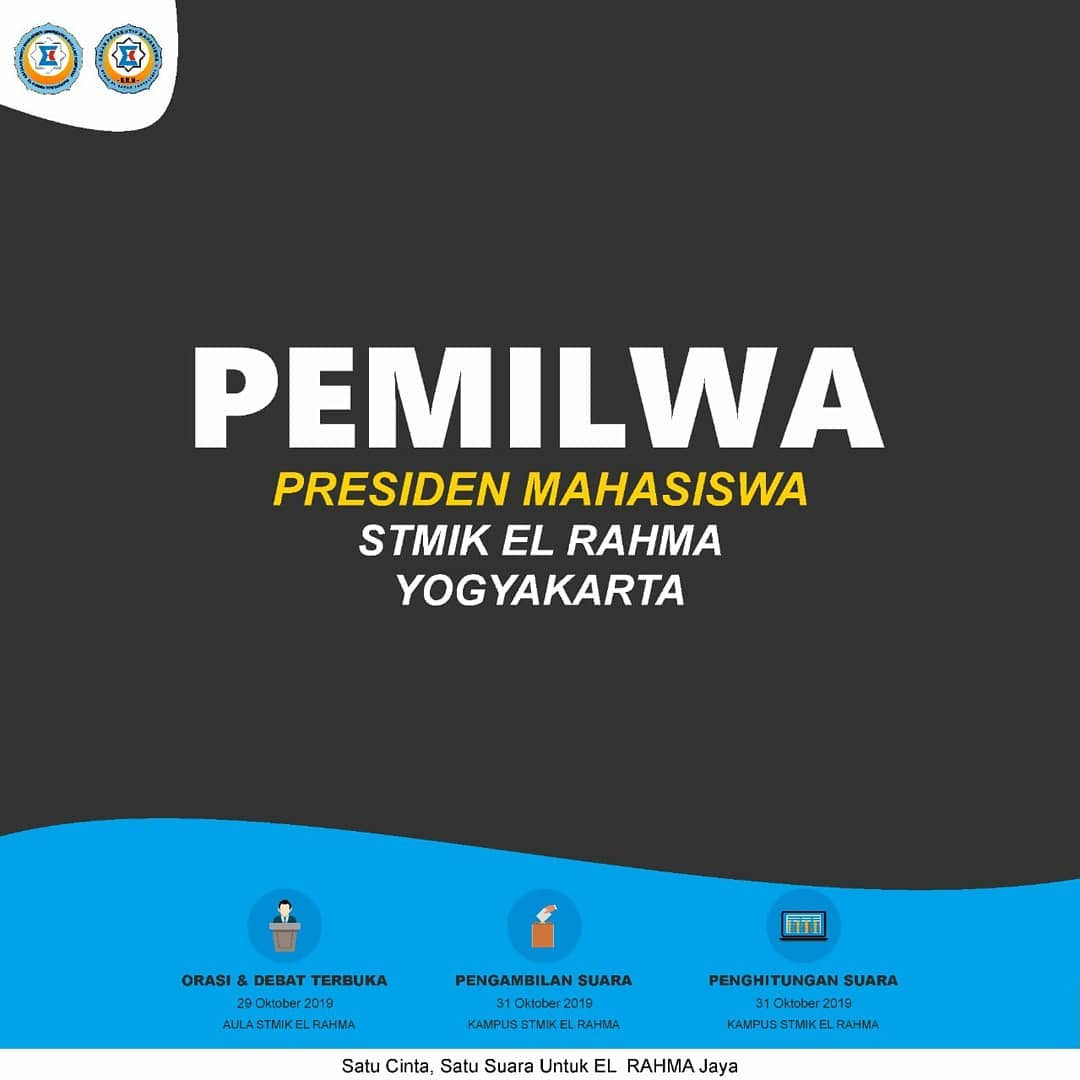 PEMILWA
PRESIDEN MAHASISWA
STMIK EL RAHMA
YOGYAKARTA
ORASI & DEBAT TERBUKA
29 Oktober 2019
AULA STMIK EL RAHMA
PENGAMBILAN SUARA
31 Oktober 2019
KAMPUS STMIK EL RAHMA
PENGHITUNGAN SUARA
31 Oktober 2019
KAMPUS STMIK EL RAHMA
Satu Cinta, Satu Suara Untuk EL RAHMA Jaya